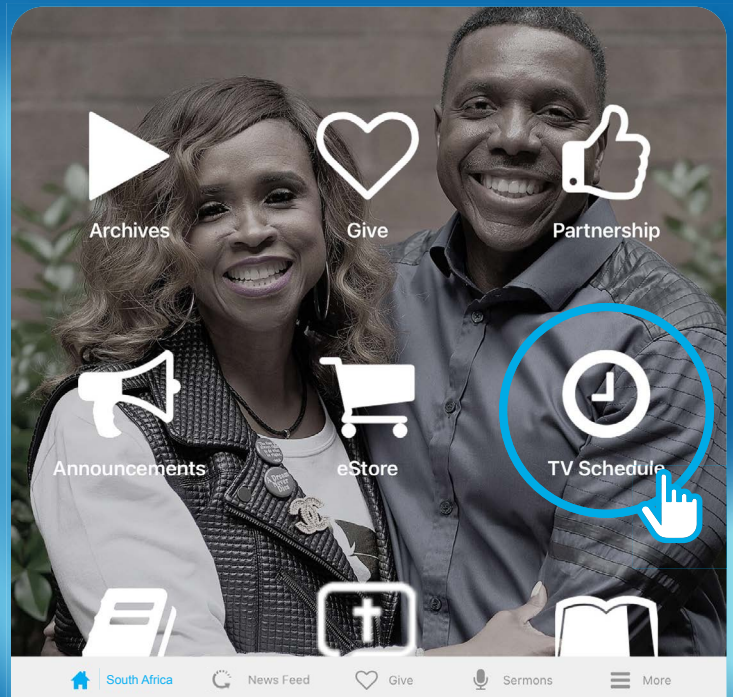 Archives
Give
Partnership
Announcements
eStore
TV Schedule
South Africa
News Feed
Give
Sermons
More